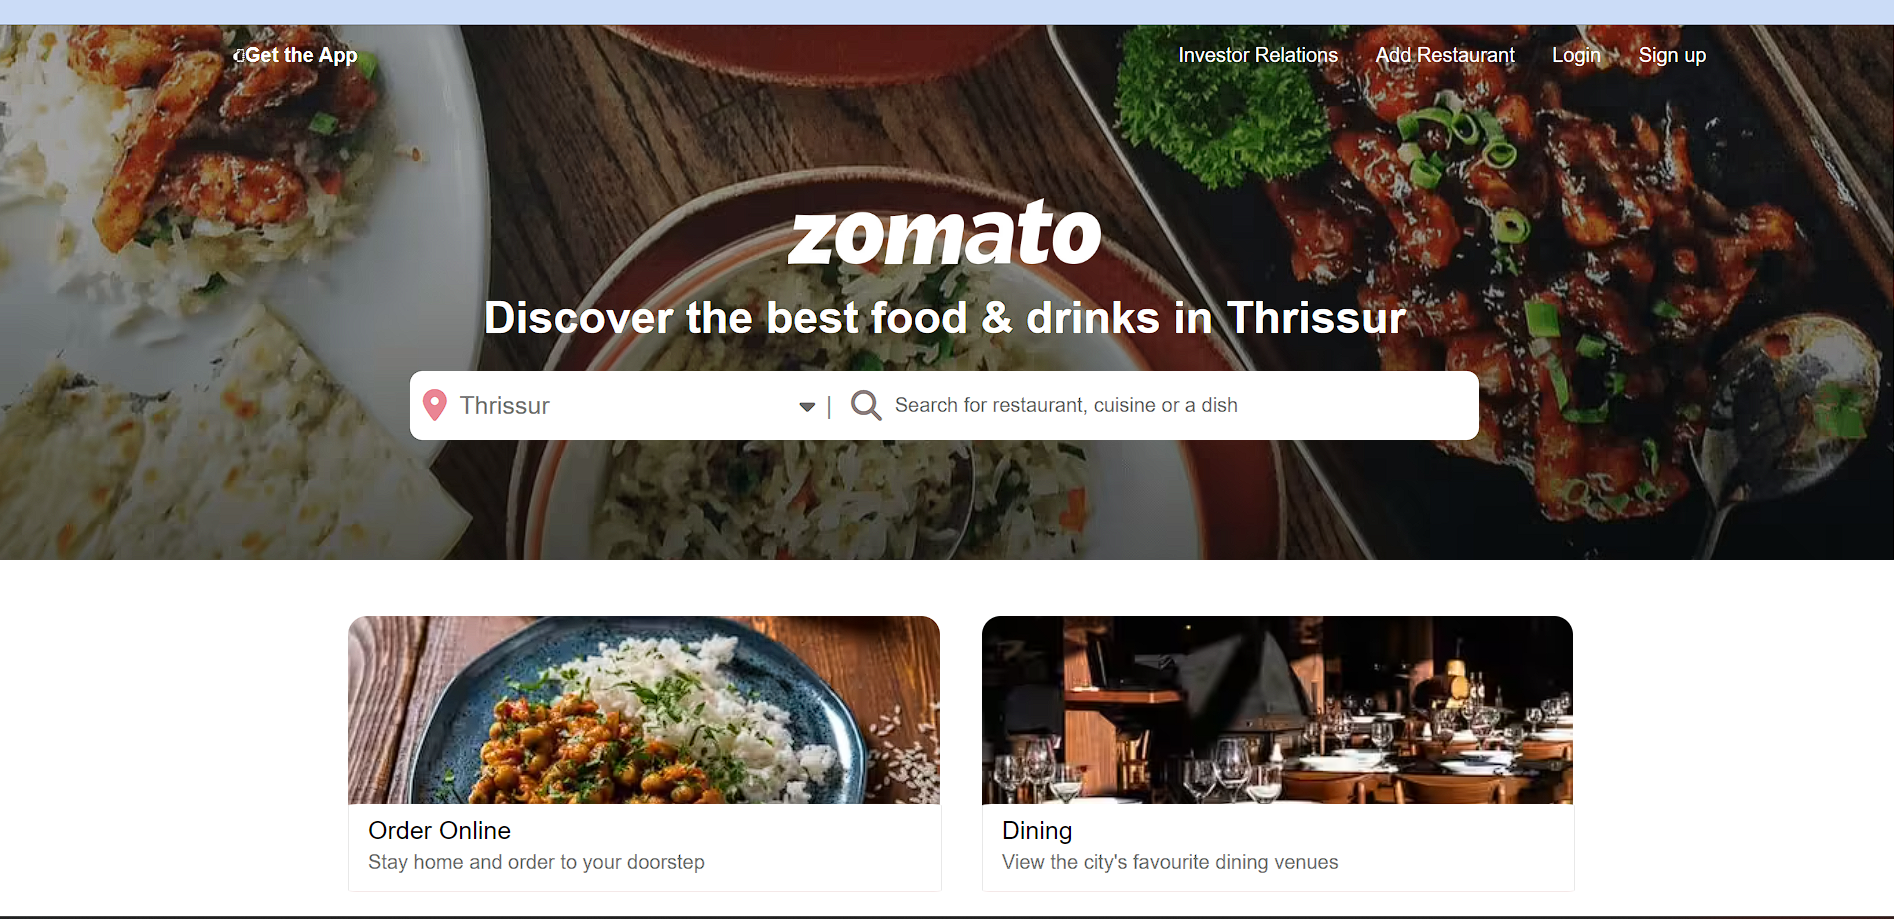 Get the App
Investor Relations Add Restaurant Login Sign up
zomato
Discover the best food & drinks in Thrissur
Thrissur | Search for restaurant, cuisine or a dish
Order Online
Stay home and order to your doorstep
Dining
View the city's favourite dining venues